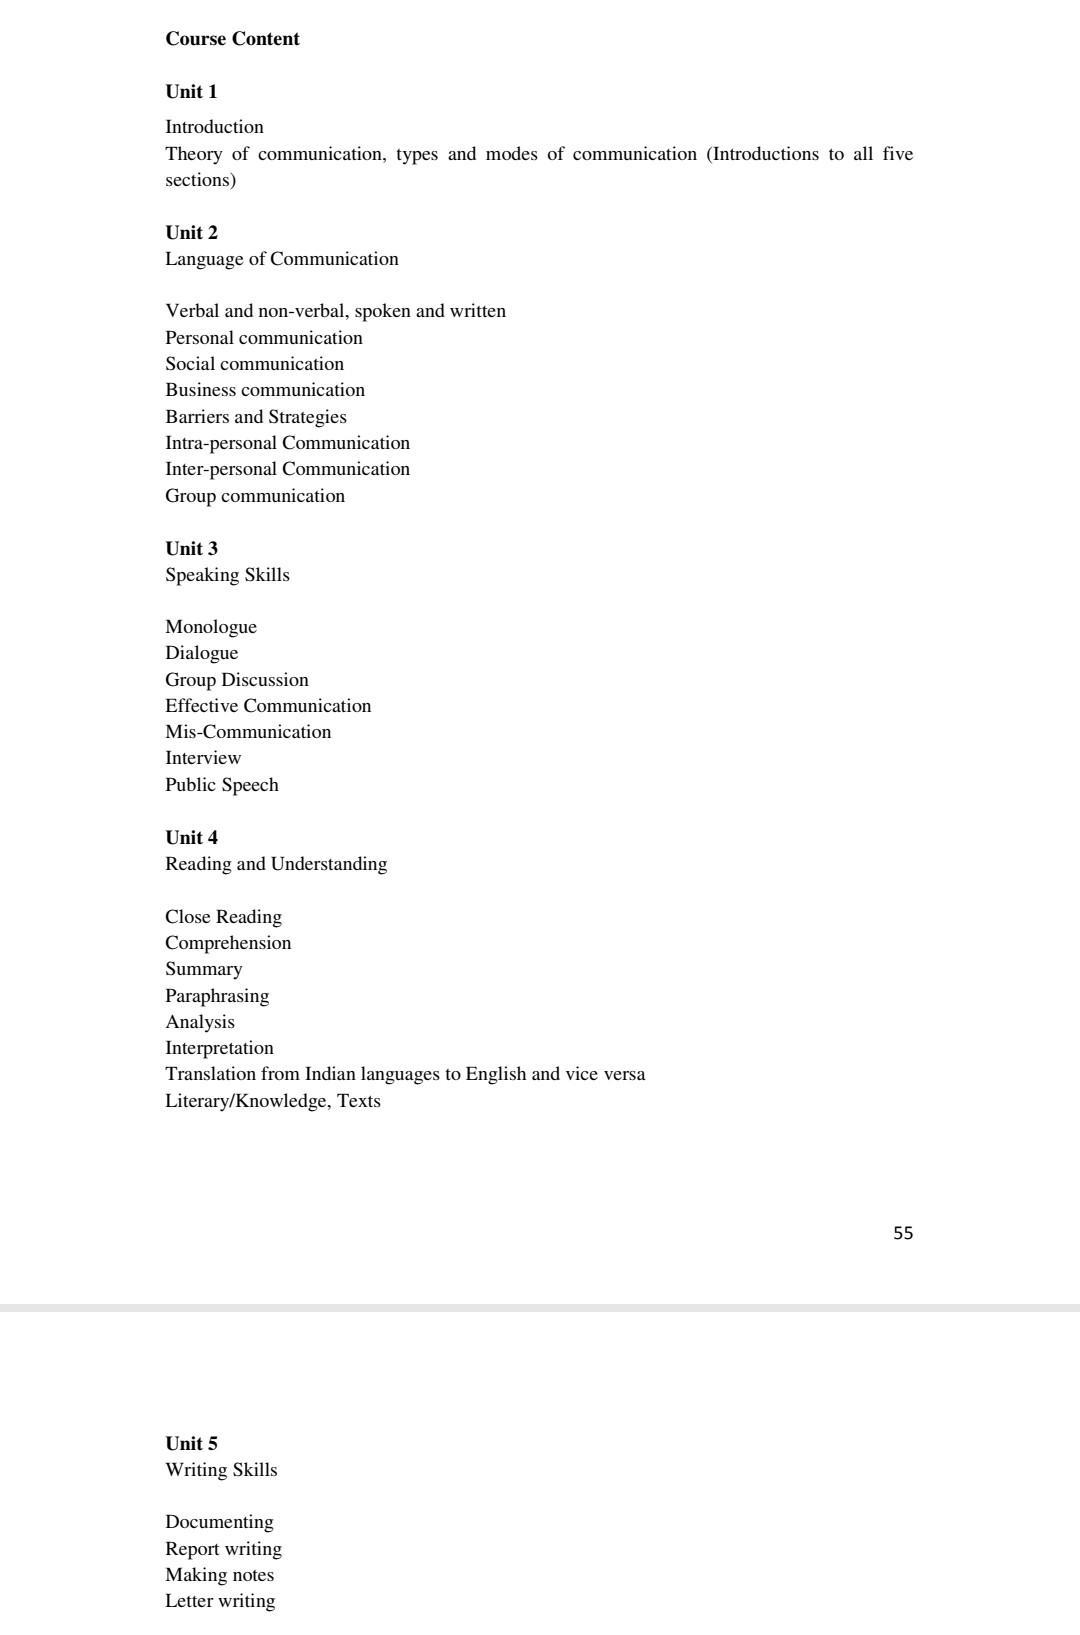 Course Content
Unit 1
Introduction
Theory of communication, types and modes of communication (Introductions to all five
sections)
Unit 2
Language of Communication
Verbal and non-verbal, spoken and written
Personal communication
Social communication
Business communication
Barriers and Strategies
Intra-personal Communication
Inter-personal Communication
Group communication
Unit 3
Speaking Skills
Monologue
Dialogue
Group Discussion
Effective Communication
Mis-Communication
Interview
Public Speech
Unit 4
Reading and Understanding
Close Reading
Comprehension
Summary
Paraphrasing
Analysis
Interpretation
Translation from Indian languages to English and vice versa
Literary/Knowledge, Texts
55
Unit 5
Writing Skills
Documenting
Report writing
Making notes
Letter writing